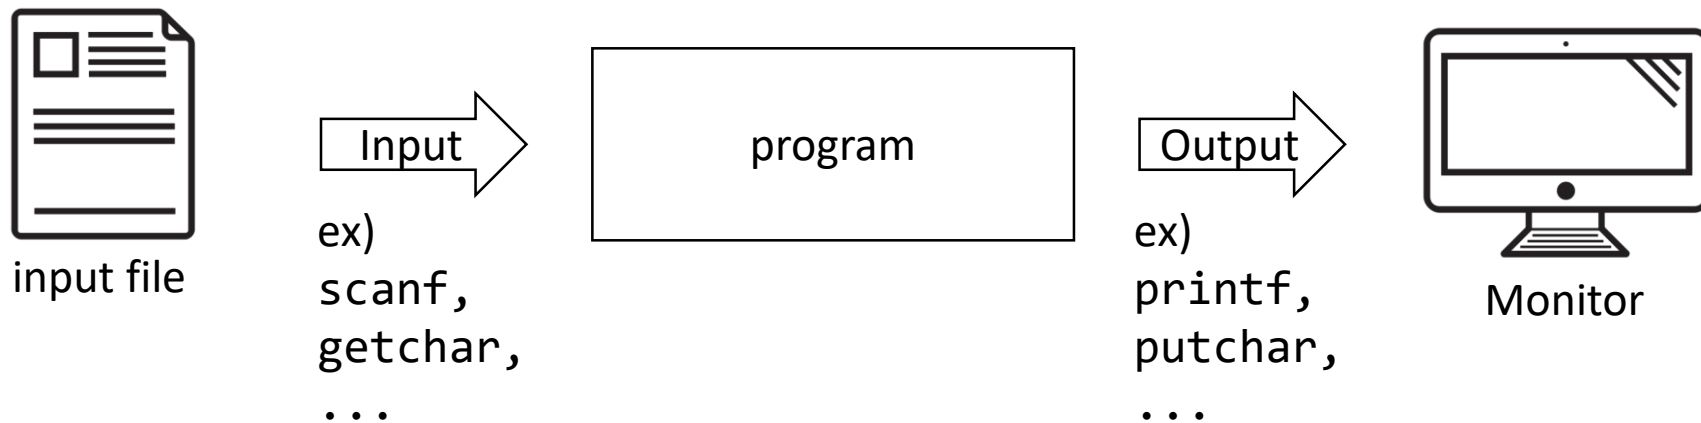 input file
Input
ex)
scanf,
getchar,
...
program
Output
ex)
printf,
putchar,
...
Monitor